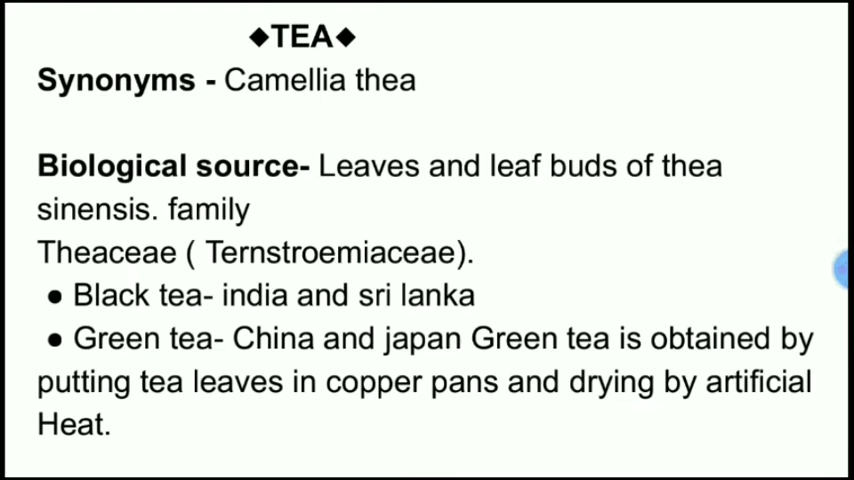 ◆TEA◆
Synonyms - Camellia thea
Biological source- Leaves and leaf buds of thea
sinensis. family
Theaceae ( Ternstroemiaceae).
● Black tea- india and sri lanka
● Green tea- China and japan Green tea is obtained by
putting tea leaves in copper pans and drying by artificial
Heat.